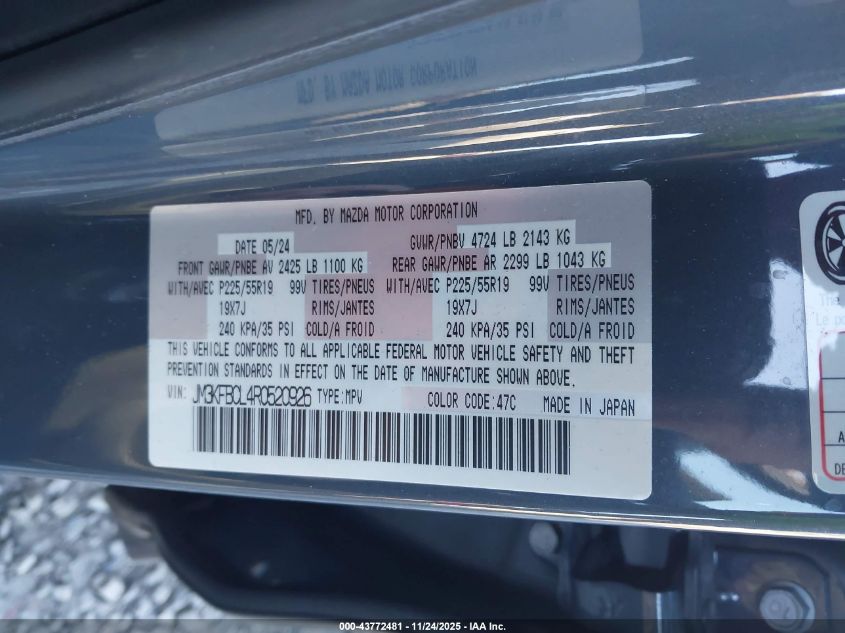 MFD. BY MAZDA MOTOR CORPORATION
DATE 05/24 GVWR/PNBV 4724 LB 2143 KG
FRONT GAWR/PNBE AV 2425 LB 1100 KG REAR GAWR/PNBE AR 2299 LB 1043 KG
WITH/AVEC P225/55R19 99V TIRES/PNEUS WITH/AVEC P225/55R19 99V TIRES/PNEUS
19X7J RIMS/JANTES 19X7J RIMS/JANTES
240 KPA/35 PSI COLD/A FROID 240 KPA/35 PSI COLD/A FROID
THIS VEHICLE CONFORMS TO ALL APPLICABLE FEDERAL MOTOR VEHICLE SAFETY AND THEFT
PREVENTION STANDARDS IN EFFECT ON THE DATE OF MANUFACTURE SHOWN ABOVE.
VIN: JM3KFBCL4R0520926 TYPE:MPV COLOR CODE:47C MADE IN JAPAN
The
Le po
A
DE
000-43772481 - 11/24/2025 - IAA Inc.